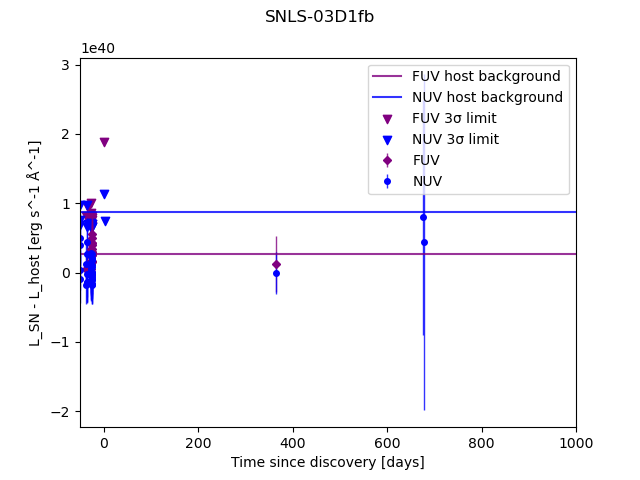 SNLS-03D1fb
1e40
FUV host background
NUV host background
FUV 3σ limit
NUV 3σ limit
FUV
NUV
3
2
1
0
−1
−2
L_SN - L_host [erg s^-1 Å^-1]
0
200
400
600
800
1000
Time since discovery [days]